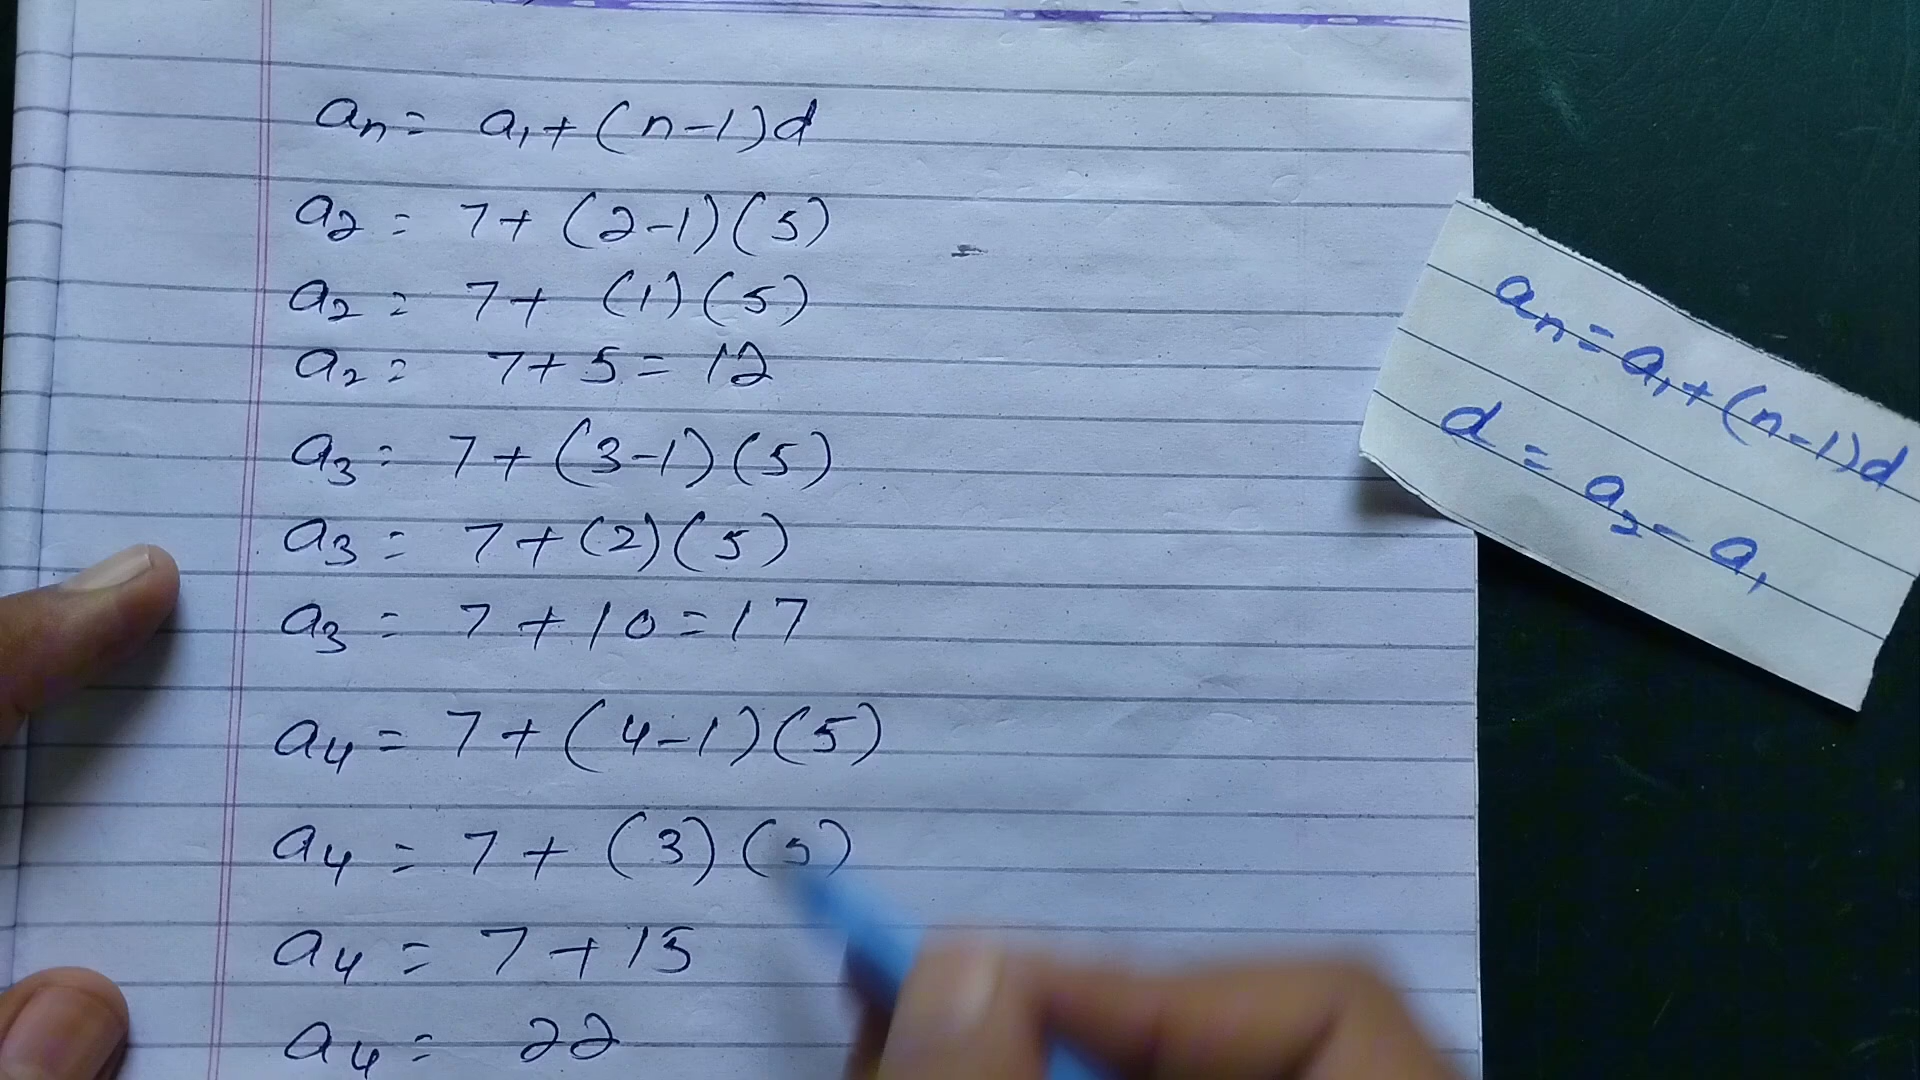 an = a1 + (n-1)d
a2 = 7 + (2-1)(5)
a2 = 7 + (1)(5)
a2 = 7 + 5 = 12
a3 = 7 + (3-1)(5)
a3 = 7 + (2)(5)
a3 = 7 + 10 = 17
a4 = 7 + (4-1)(5)
a4 = 7 + (3)(5)
a4 = 7 + 15
a4 = 22
an = a1 + (n-1)d
d = a2 - a1